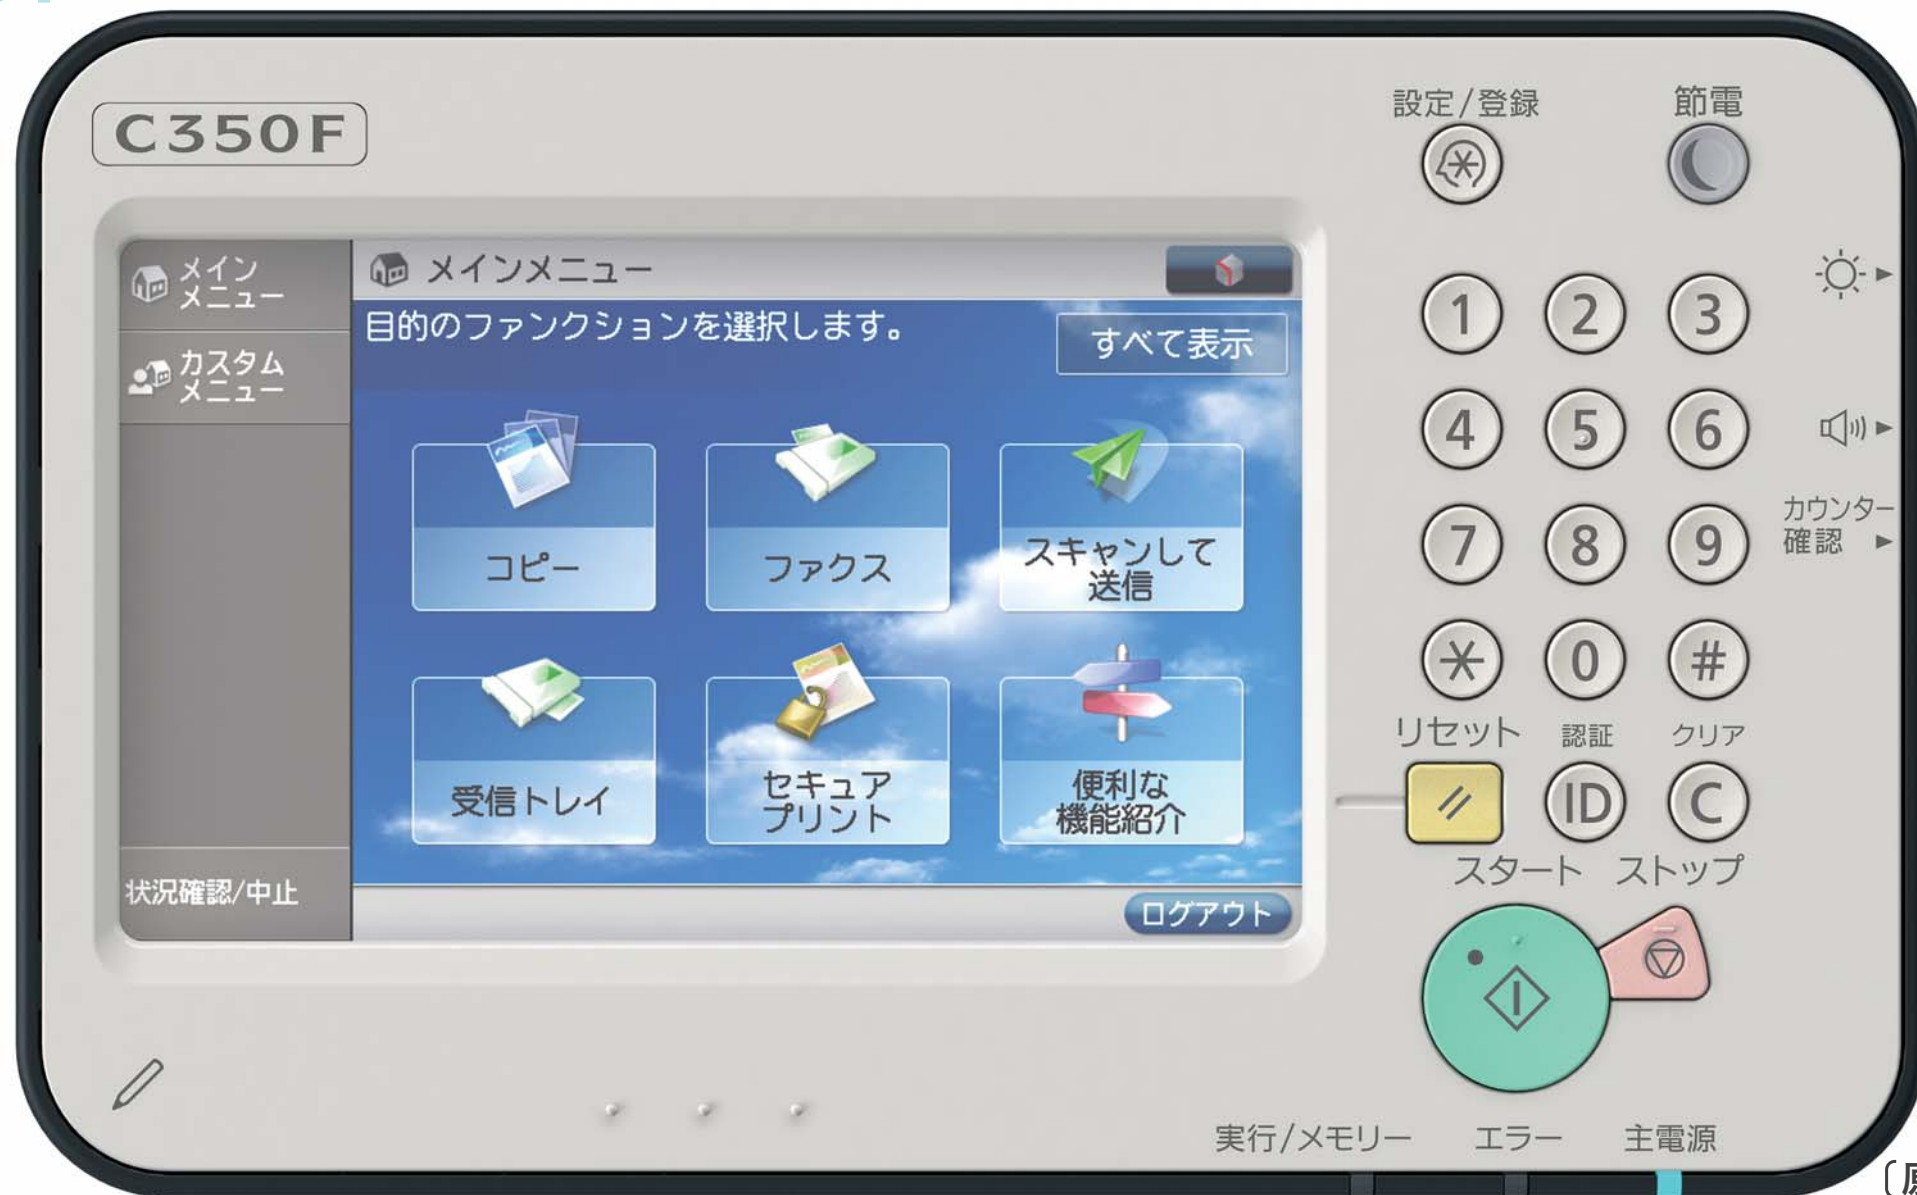 C350F
設定/登録
節電
メイン
メニュー
メインメニュー
目的のファンクションを選択します。
すべて表示
カスタム
メニュー
コピー
ファクス
スキャンして
送信
受信トレイ
セキュア
プリント
便利な
機能紹介
状況確認/中止
ログアウト
1 2 3
4 5 6
7 8 9
カウンター
確認
* 0 #
リセット 認証 クリア
ID C
スタート ストップ
実行/メモリー エラー 主電源